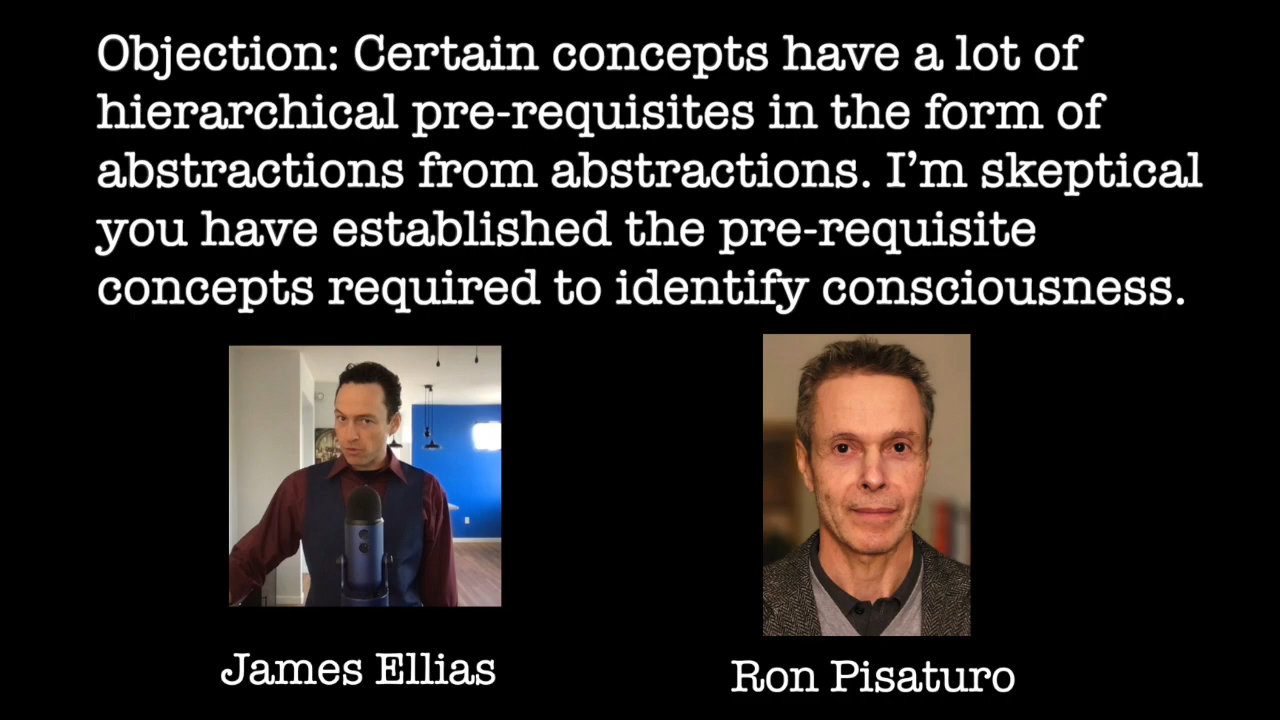 Objection: Certain concepts have a lot of
hierarchical pre-requisites in the form of
abstractions from abstractions. I’m skeptical
you have established the pre-requisite
concepts required to identify consciousness.
James Ellias
Ron Pisaturo